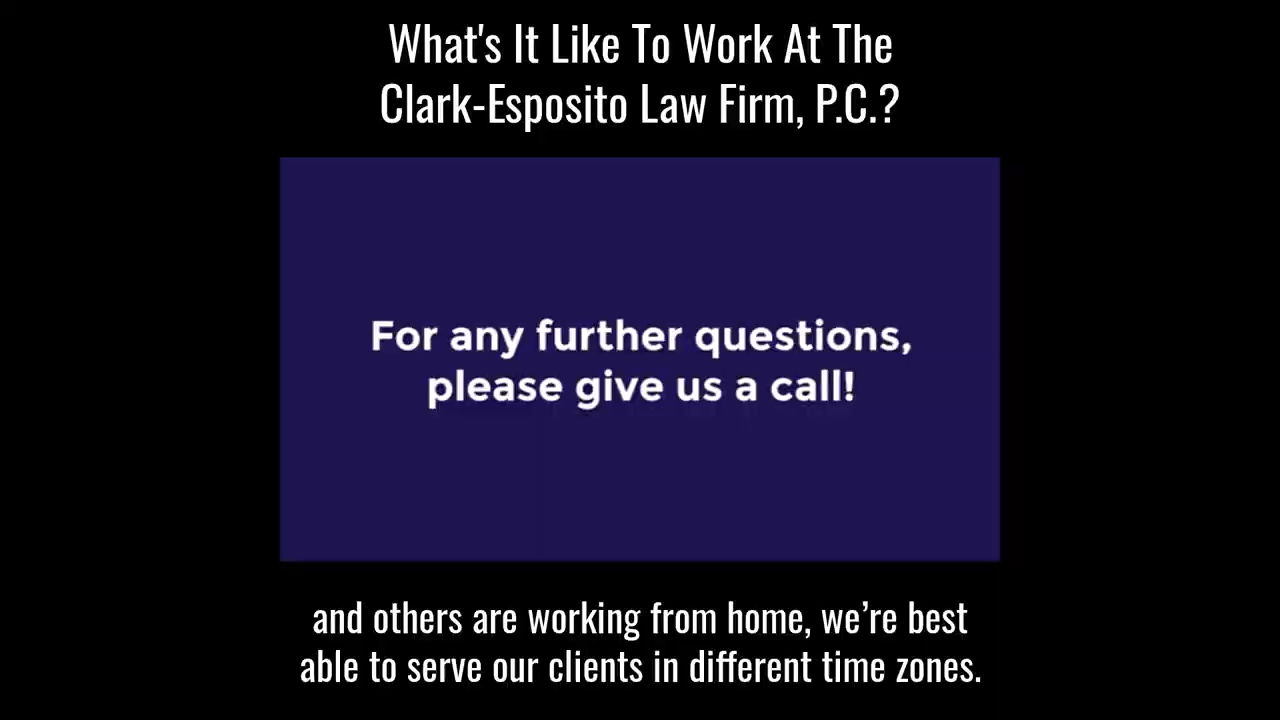 What's It Like To Work At The
Clark-Esposito Law Firm, P.C.?
For any further questions,
please give us a call!
and others are working from home, we’re best
able to serve our clients in different time zones.